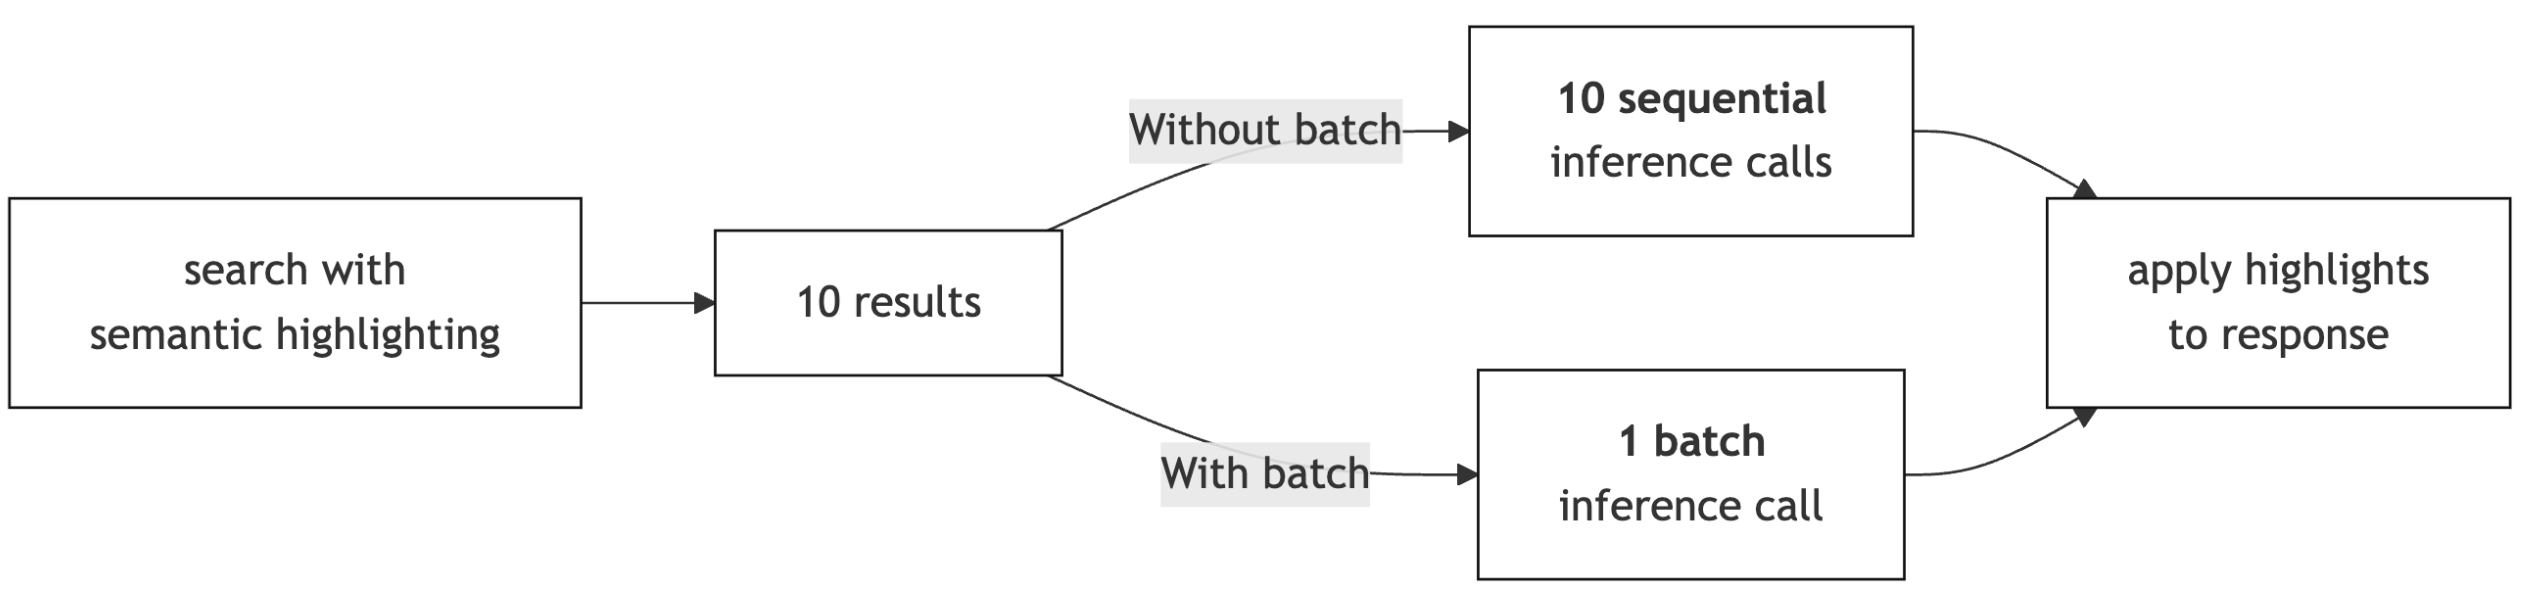 search with
semantic highlighting
10 results
Without batch
10 sequential
inference calls
With batch
1 batch
inference call
apply highlights
to response